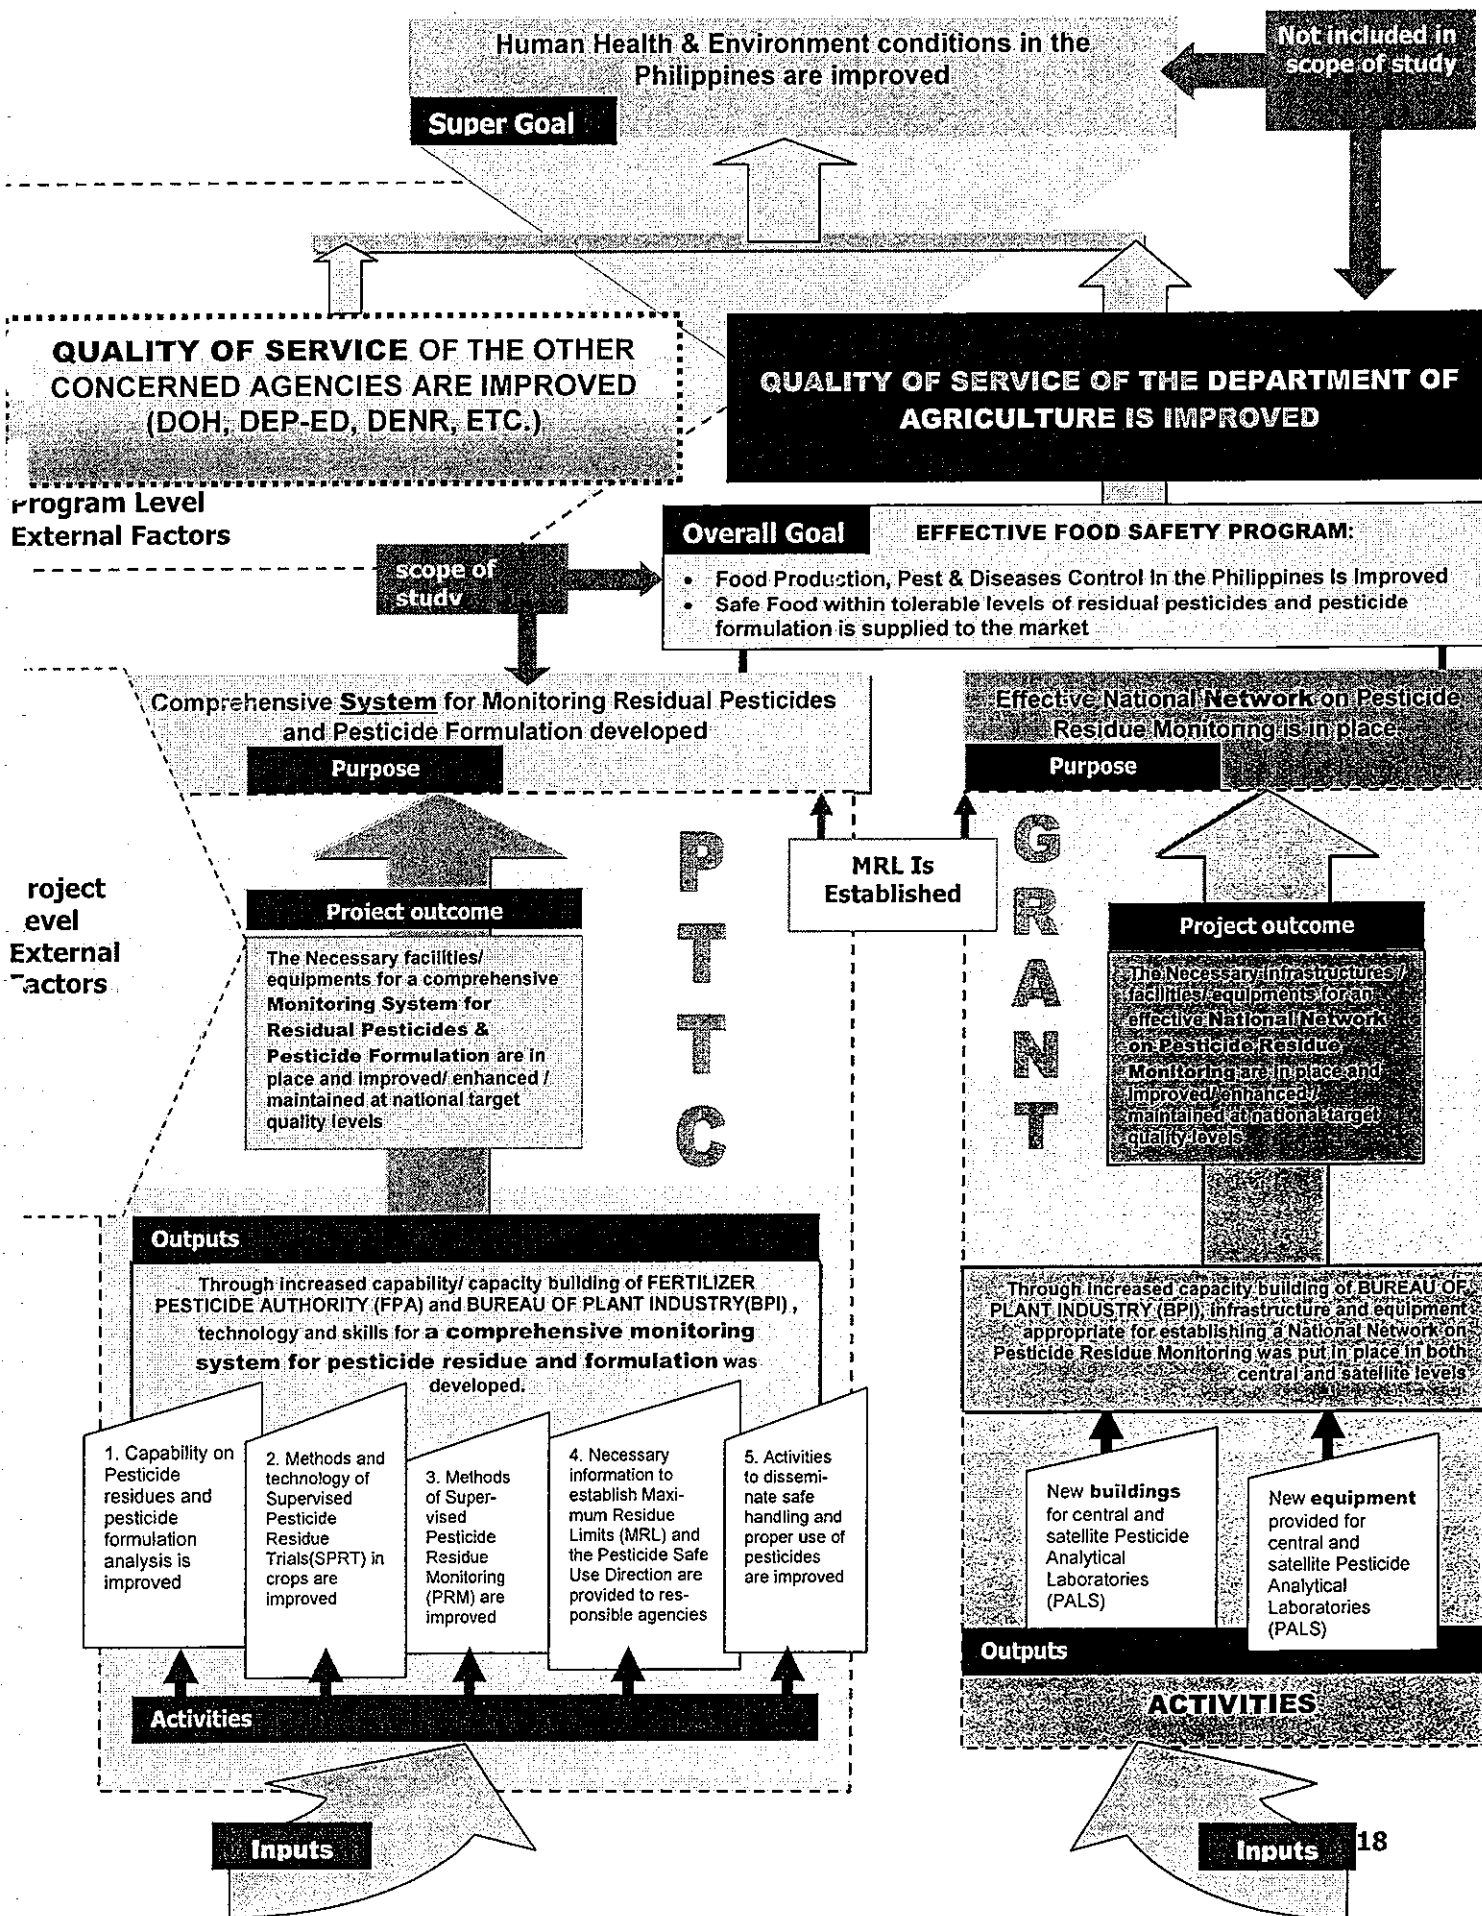 Human Health & Environment conditions in the
Philippines are improved
Super Goal
Not included in
scope of study
QUALITY OF SERVICE OF THE OTHER
CONCERNED AGENCIES ARE IMPROVED
(DOH, DEP-ED, DENR, ETC.)
QUALITY OF SERVICE OF THE DEPARTMENT OF
AGRICULTURE IS IMPROVED
Program Level
External Factors
scope of
study
Overall Goal
EFFECTIVE FOOD SAFETY PROGRAM:
• Food Production, Pest & Diseases Control in the Philippines Is Improved
• Safe Food within tolerable levels of residual pesticides and pesticide
formulation is supplied to the market
Comprehensive System for Monitoring Residual Pesticides
and Pesticide Formulation developed
Purpose
Effective National Network on Pesticide
Residue Monitoring is in place
Purpose
roject
evel
External
actors
PTTC
MRL Is
Established
GRANT
Project outcome
The Necessary facilities/
equipments for a comprehensive
Monitoring System for
Residual Pesticides &
Pesticide Formulation are in
place and improved/ enhanced /
maintained at national target
quality levels
Project outcome
The Necessary infrastructures /
facilities/ equipments for an
effective National Network
on Pesticide Residue
Monitoring are in place and
improved/ enhanced /
maintained at national target
quality levels
Outputs
Through increased capability/ capacity building of FERTILIZER
PESTICIDE AUTHORITY (FPA) and BUREAU OF PLANT INDUSTRY(BPI) ,
technology and skills for a comprehensive monitoring
system for pesticide residue and formulation was
developed.
Through increased capacity building of BUREAU OF
PLANT INDUSTRY (BPI), infrastructure and equipment
appropriate for establishing a National Network on
Pesticide Residue Monitoring was put in place in both
central and satellite levels
1. Capability on
Pesticide
residues and
pesticide
formulation
analysis is
improved
2. Methods and
technology of
Supervised
Pesticide
Residue
Trials(SPRT) in
crops are
improved
3. Methods
of Super-
vised
Pesticide
Residue
Monitoring
(PRM) are
improved
4. Necessary
information to
establish Maxi-
mum Residue
Limits (MRL) and
the Pesticide Safe
Use Direction are
provided to res-
ponsible agencies
5. Activities
to dissemi-
nate safe
handling and
proper use of
pesticides
are improved
New buildings
for central and
satellite Pesticide
Analytical
Laboratories
(PALS)
New equipment
provided for
central and
satellite Pesticide
Analytical
Laboratories
(PALS)
Outputs
Activities
ACTIVITIES
Inputs
Inputs
18